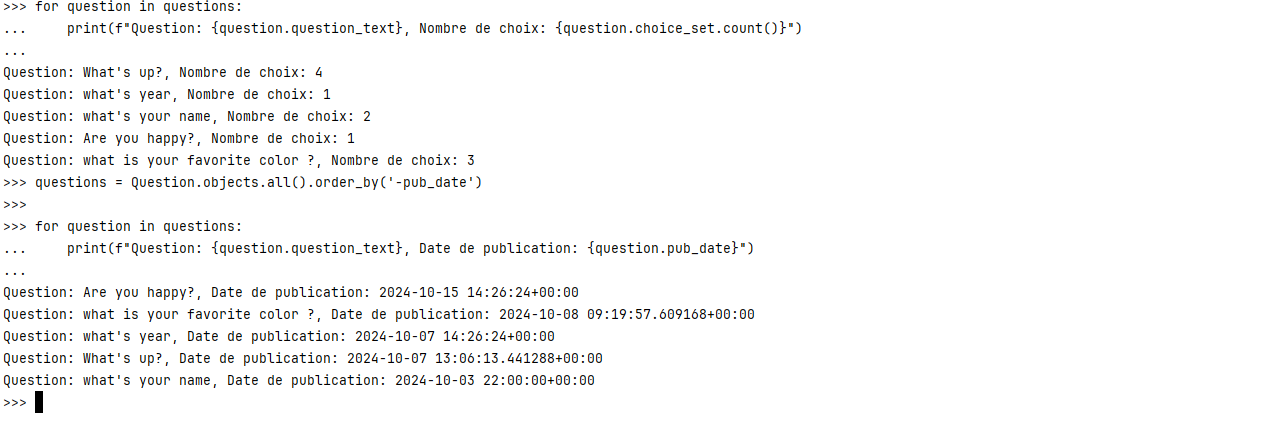 >>> for question in questions:
...     print(f"Question: {question.question_text}, Nombre de choix: {question.choice_set.count()}")
...
Question: What's up?, Nombre de choix: 4
Question: what's year, Nombre de choix: 1
Question: what's your name, Nombre de choix: 2
Question: Are you happy?, Nombre de choix: 1
Question: what is your favorite color ?, Nombre de choix: 3
>>> questions = Question.objects.all().order_by('-pub_date')
>>>
>>> for question in questions:
...     print(f"Question: {question.question_text}, Date de publication: {question.pub_date}")
...
Question: Are you happy?, Date de publication: 2024-10-15 14:26:24+00:00
Question: what is your favorite color ?, Date de publication: 2024-10-08 09:19:57.609168+00:00
Question: what's year, Date de publication: 2024-10-07 14:26:24+00:00
Question: What's up?, Date de publication: 2024-10-07 13:06:13.441288+00:00
Question: what's your name, Date de publication: 2024-10-03 22:00:00+00:00
>>>